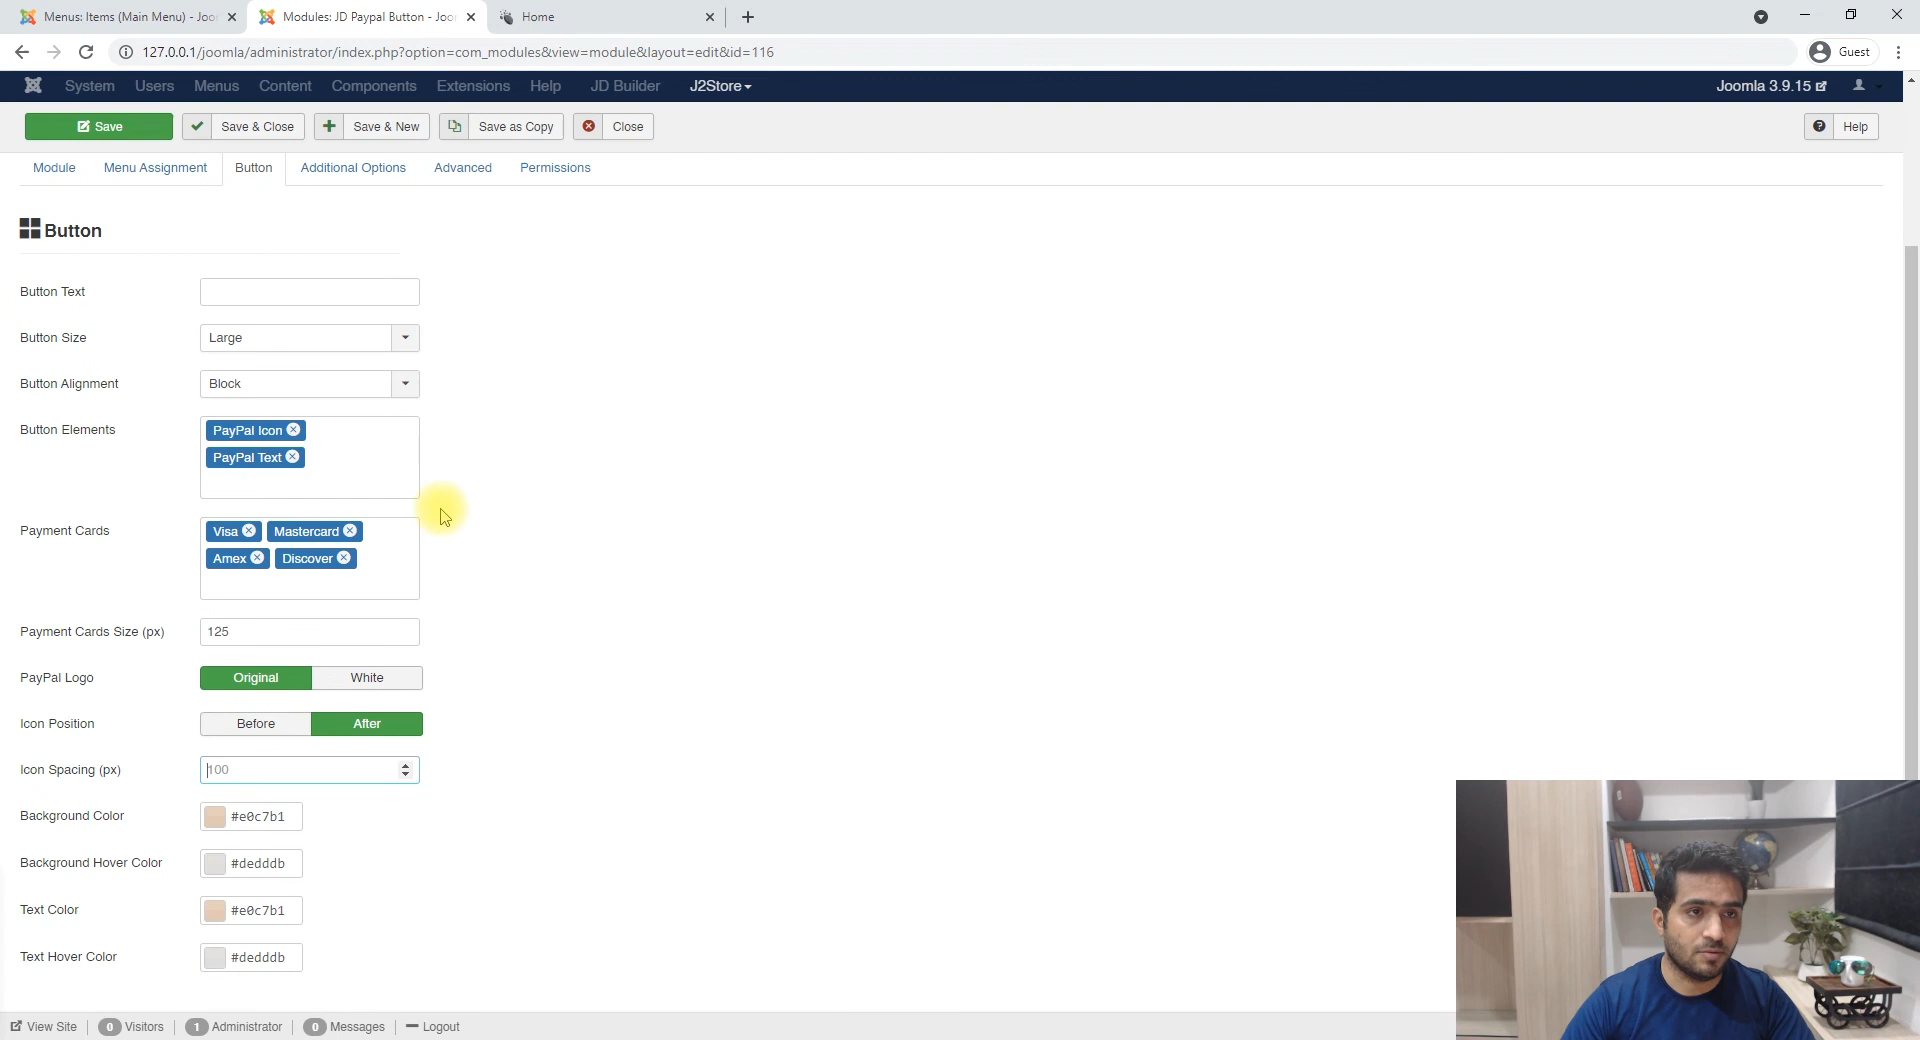 Menus: Items (Main Menu) - Joo
Modules: JD Paypal Button - Joo
Home
127.0.0.1/joomla/administrator/index.php?option=com_modules&view=module&layout=edit&id=116
Guest
System Users Menus Content Components Extensions Help JD Builder J2Store
Joomla 3.9.15
Save
Save & Close
Save & New
Save as Copy
Close
Help
Module Menu Assignment Button Additional Options Advanced Permissions
Button
Button Text
Button Size Large
Button Alignment Block
Button Elements PayPal Icon
PayPal Text
Payment Cards Visa Mastercard
Amex Discover
Payment Cards Size (px) 125
PayPal Logo Original White
Icon Position Before After
Icon Spacing (px) 100
Background Color #e0c7b1
Background Hover Color #dedddb
Text Color #e0c7b1
Text Hover Color #dedddb
View Site 0 Visitors 1 Administrator 0 Messages Logout